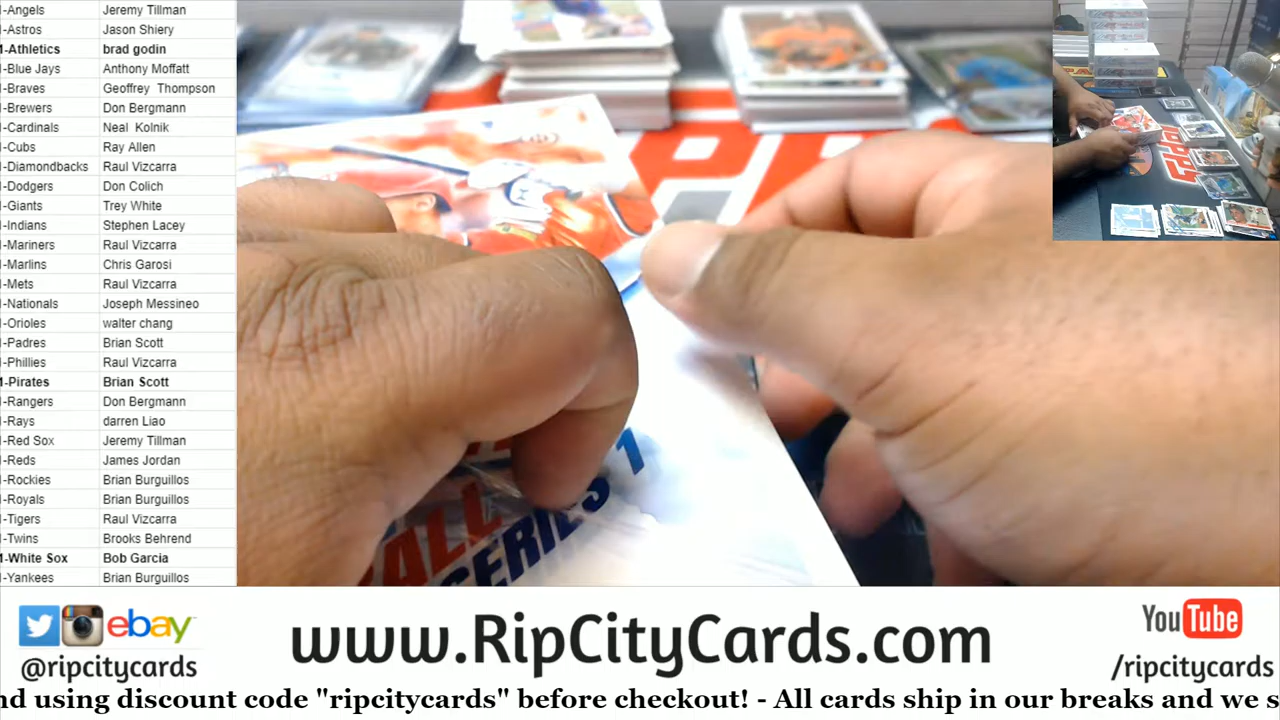 -Angels Jeremy Tillman
-Astros Jason Shiery
-Athletics brad godin
-Blue Jays Anthony Moffatt
-Braves Geoffrey Thompson
-Brewers Don Bergmann
-Cardinals Neal Kolnik
-Cubs Ray Allen
-Diamondbacks Raul Vizcarra
-Dodgers Don Colich
-Giants Trey White
-Indians Stephen Lacey
-Mariners Raul Vizcarra
-Marlins Chris Garosi
-Mets Raul Vizcarra
-Nationals Joseph Messineo
-Orioles walter chang
-Padres Brian Scott
-Phillies Raul Vizcarra
-Pirates Brian Scott
-Rangers Don Bergmann
-Rays darren Liao
-Red Sox Jeremy Tillman
-Reds James Jordan
-Rockies Brian Burguillos
-Royals Brian Burguillos
-Tigers Raul Vizcarra
-Twins Brooks Behrend
-White Sox Bob Garcia
-Yankees Brian Burguillos
ALL
SERIES 1
ebay
@ripcitycards
www.RipCityCards.com
YouTube
/ripcitycards
nd using discount code "ripcitycards" before checkout! - All cards ship in our breaks and we s